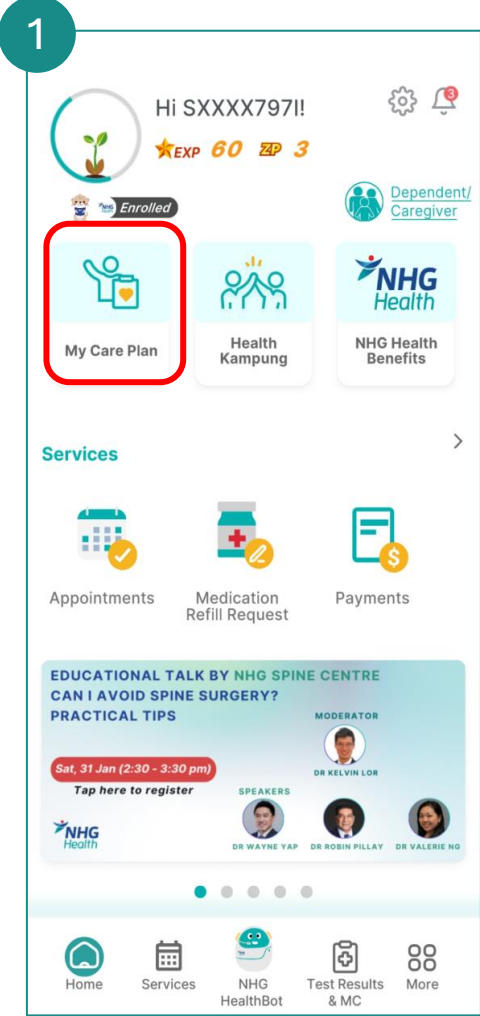 1
Hi SXXXX797I!
3
EXP 60 ZP 3
NHG Health Enrolled
Dependent/
Caregiver
My Care Plan
Health
Kampung
NHG
Health
NHG Health
Benefits
Services
Appointments
Medication
Refill Request
$
Payments
EDUCATIONAL TALK BY NHG SPINE CENTRE
CAN I AVOID SPINE SURGERY?
PRACTICAL TIPS
MODERATOR
DR KELVIN LOR
Sat, 31 Jan (2:30 - 3:30 pm)
Tap here to register
SPEAKERS
NHG
Health
DR WAYNE YAP DR ROBIN PILLAY DR VALERIE NG
Home
Services
NHG
HealthBot
Test Results
& MC
More